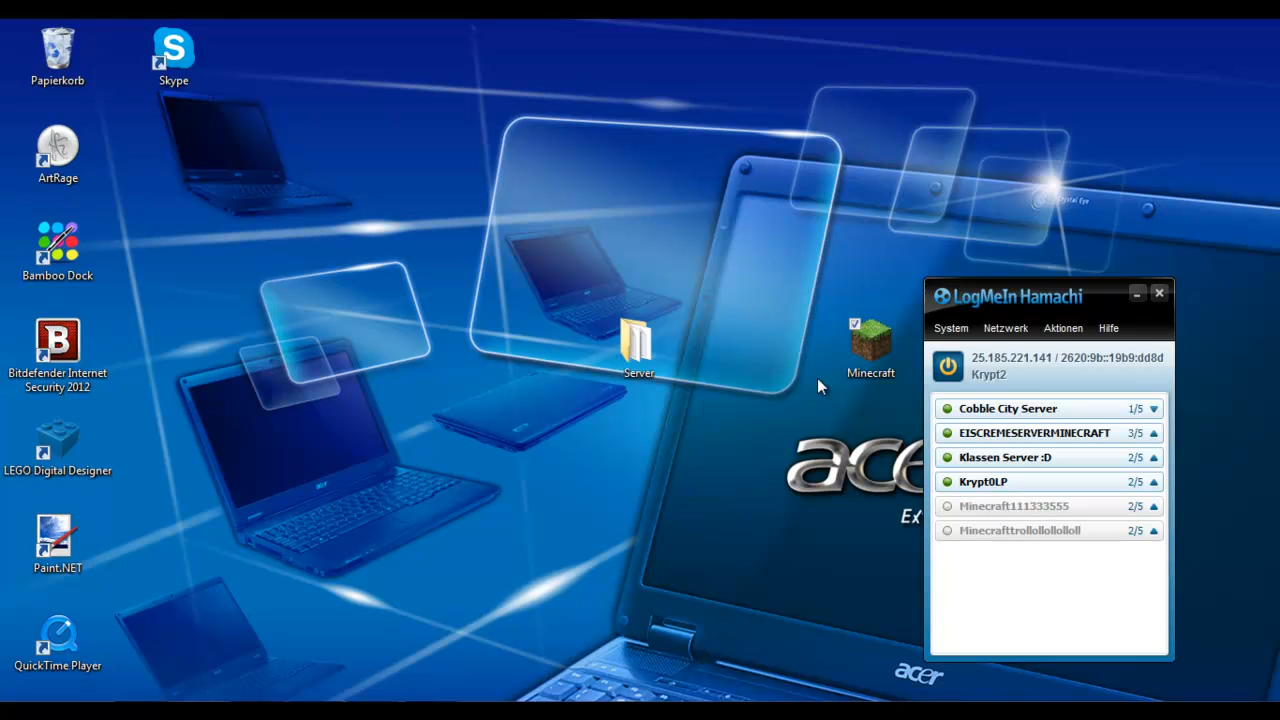 Papierkorb
S
Skype
ArtRage
Bamboo Dock
B
Bitdefender Internet
Security 2012
LEGO Digital Designer
Paint.NET
QuickTime Player
Server
Minecraft
acer
Ex
acer
LogMeIn Hamachi
System Netzwerk Aktionen Hilfe
25.185.221.141 / 2620:9b::19b9:dd8d
Krypt2
Cobble City Server 1/5
EISCREMESERVERMINECRAFT 3/5
Klassen Server :D 2/5
Krypt0LP 2/5
Minecraft111333555 2/5
Minecrafttrollollollolloll 2/5